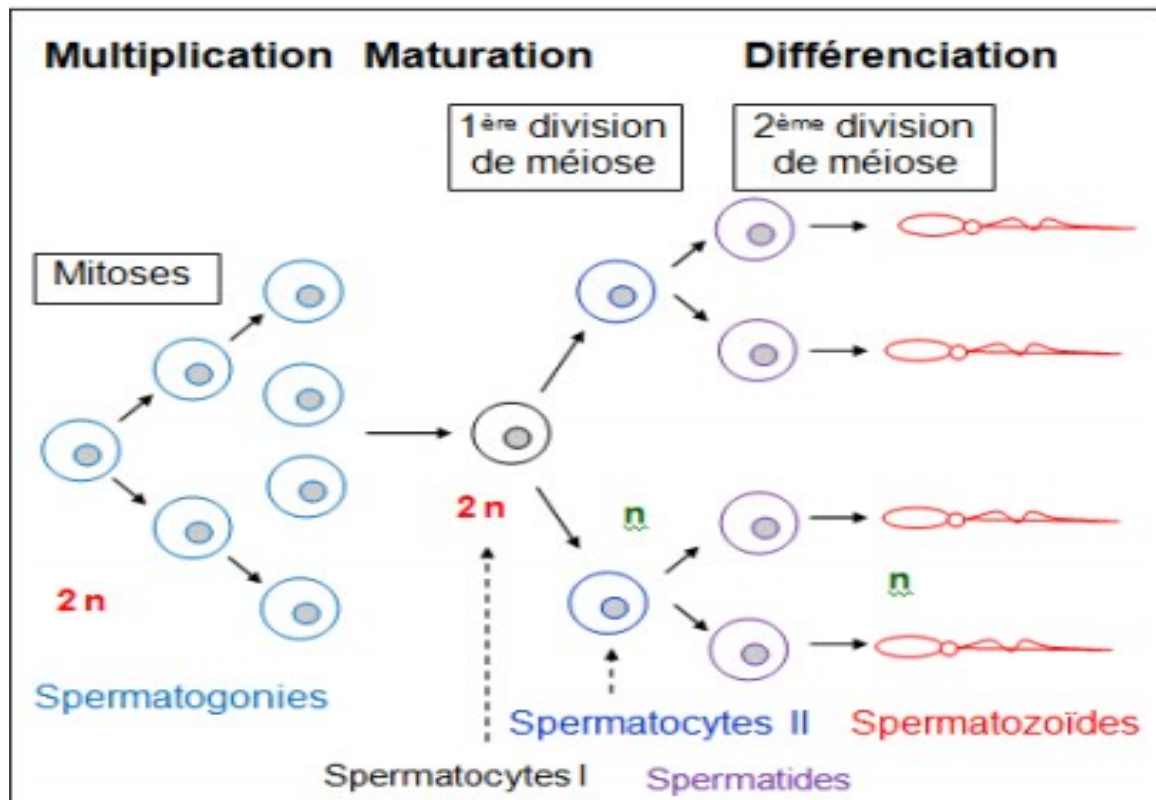 Multiplication Maturation Différenciation
1ère division
de méiose
2ème division
de méiose
Mitoses
2 n
n
2 n
n
Spermatogonies
Spermatocytes II
Spermatozoïdes
Spermatocytes I
Spermatides